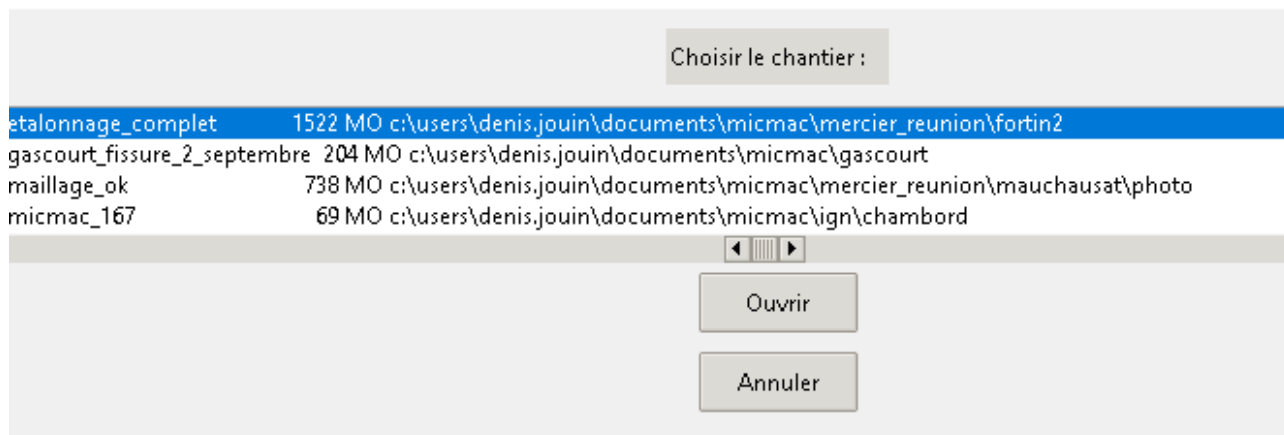 Choisir le chantier :
etalonnage_complet 1522 MO c:\users\denis.jouin\documents\micmac\mercier_reunion\fortin2
gascourt_fissure_2_septembre 204 MO c:\users\denis.jouin\documents\micmac\gascourt
maillage_ok 738 MO c:\users\denis.jouin\documents\micmac\mercier_reunion\mauchausat\photo
micmac_167 69 MO c:\users\denis.jouin\documents\micmac\ign\chambord
Ouvrir
Annuler